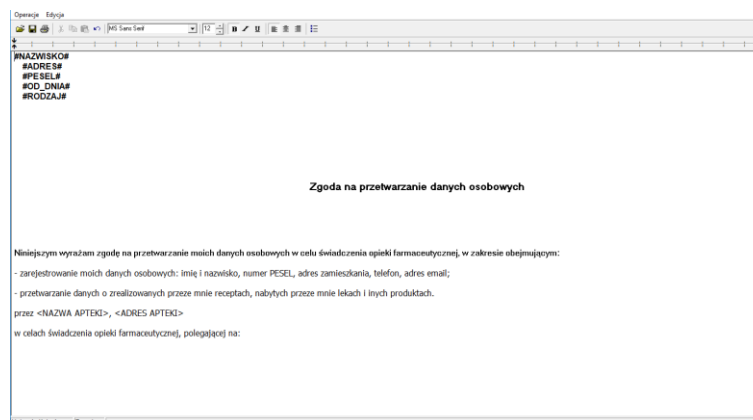 Operacje Edycja
MS Sans Serif 12 B I U
#NAZWISKO#
#ADRES#
#PESEL#
#OD_DNIA#
#RODZAJ#
Zgoda na przetwarzanie danych osobowych
Niniejszym wyrażam zgodę na przetwarzanie moich danych osobowych w celu świadczenia opieki farmaceutycznej, w zakresie obejmującym:
- zarejestrowanie moich danych osobowych: imię i nazwisko, numer PESEL, adres zamieszkania, telefon, adres email;
- przetwarzanie danych o zrealizowanych przeze mnie receptach, nabytych przeze mnie lekach i innych produktach.
przez <NAZWA APTEKI>, <ADRES APTEKI>
w celach świadczenia opieki farmaceutycznej, polegającej na: